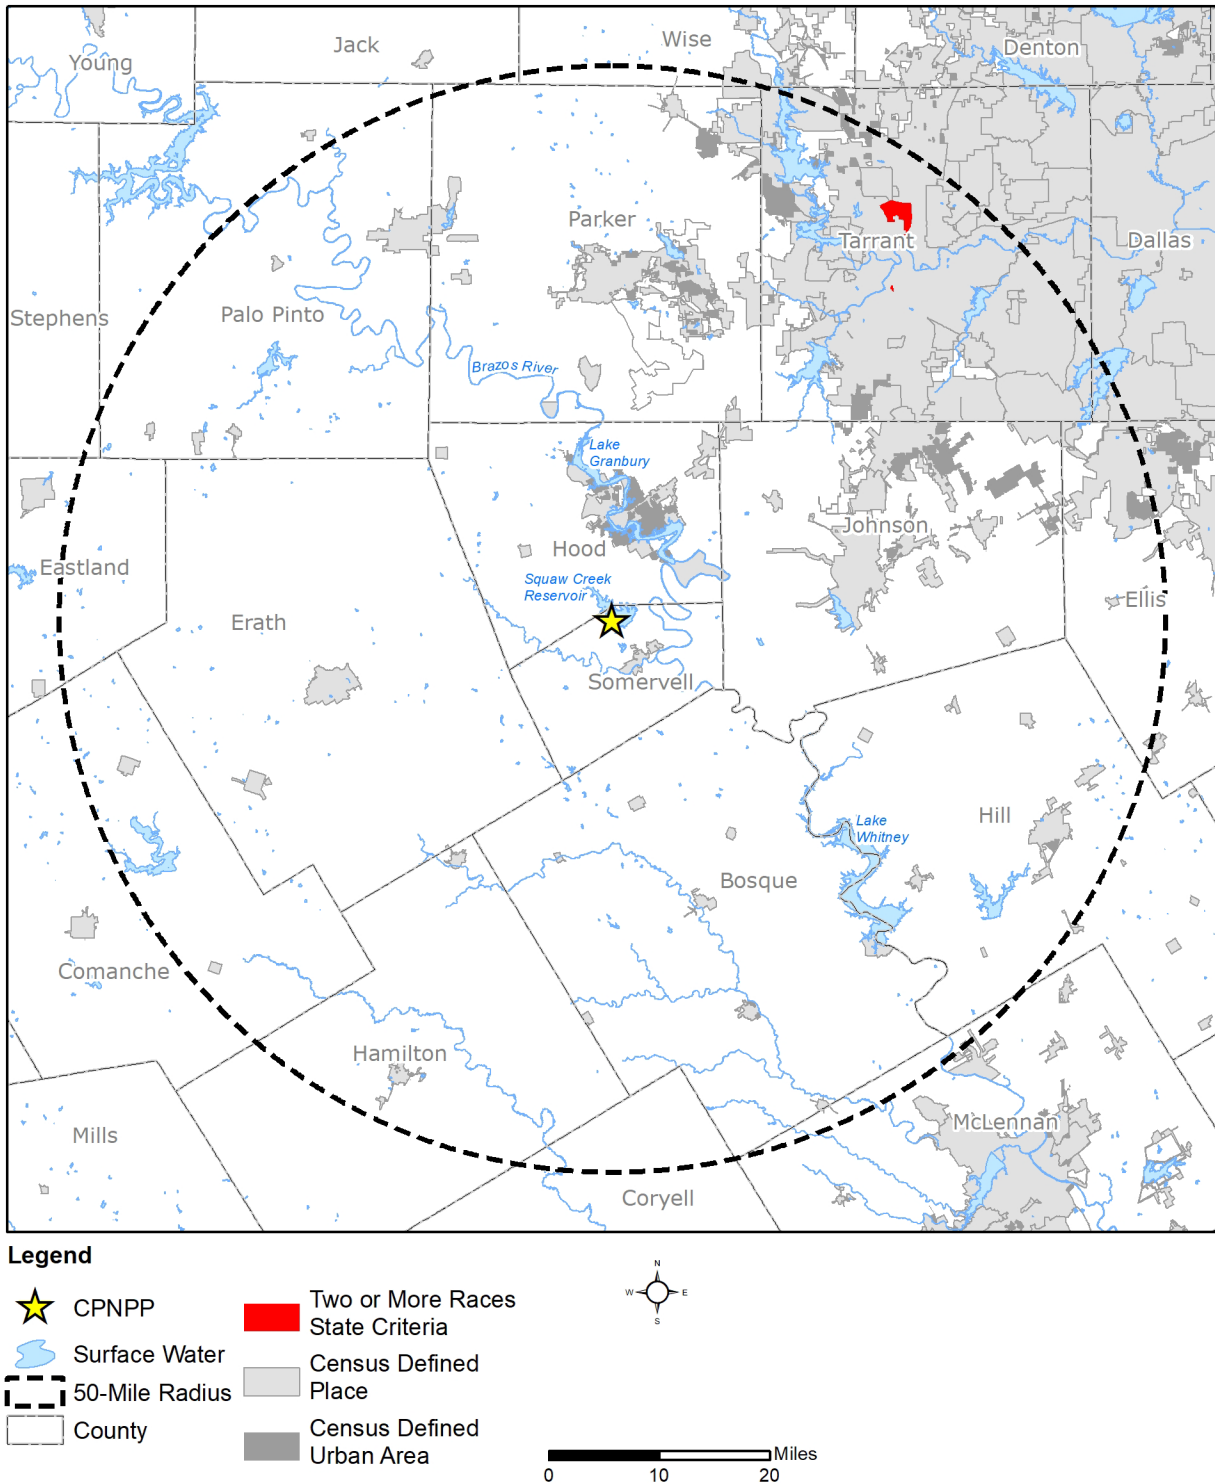 Young
Jack
Wise
Denton
Parker
Tarrant
Dallas
Stephens
Palo Pinto
Brazos River
Lake
Granbury
Johnson
Hood
Eastland
Squaw Creek
Reservoir
Ellis
Erath
Somervell
Lake
Whitney
Hill
Bosque
Comanche
Hamilton
Mills
McLennan
Coryell
Legend
CPNPP
Surface Water
50-Mile Radius
County
Two or More Races
State Criteria
Census Defined
Place
Census Defined
Urban Area
N
W
E
S
Miles
0
10
20